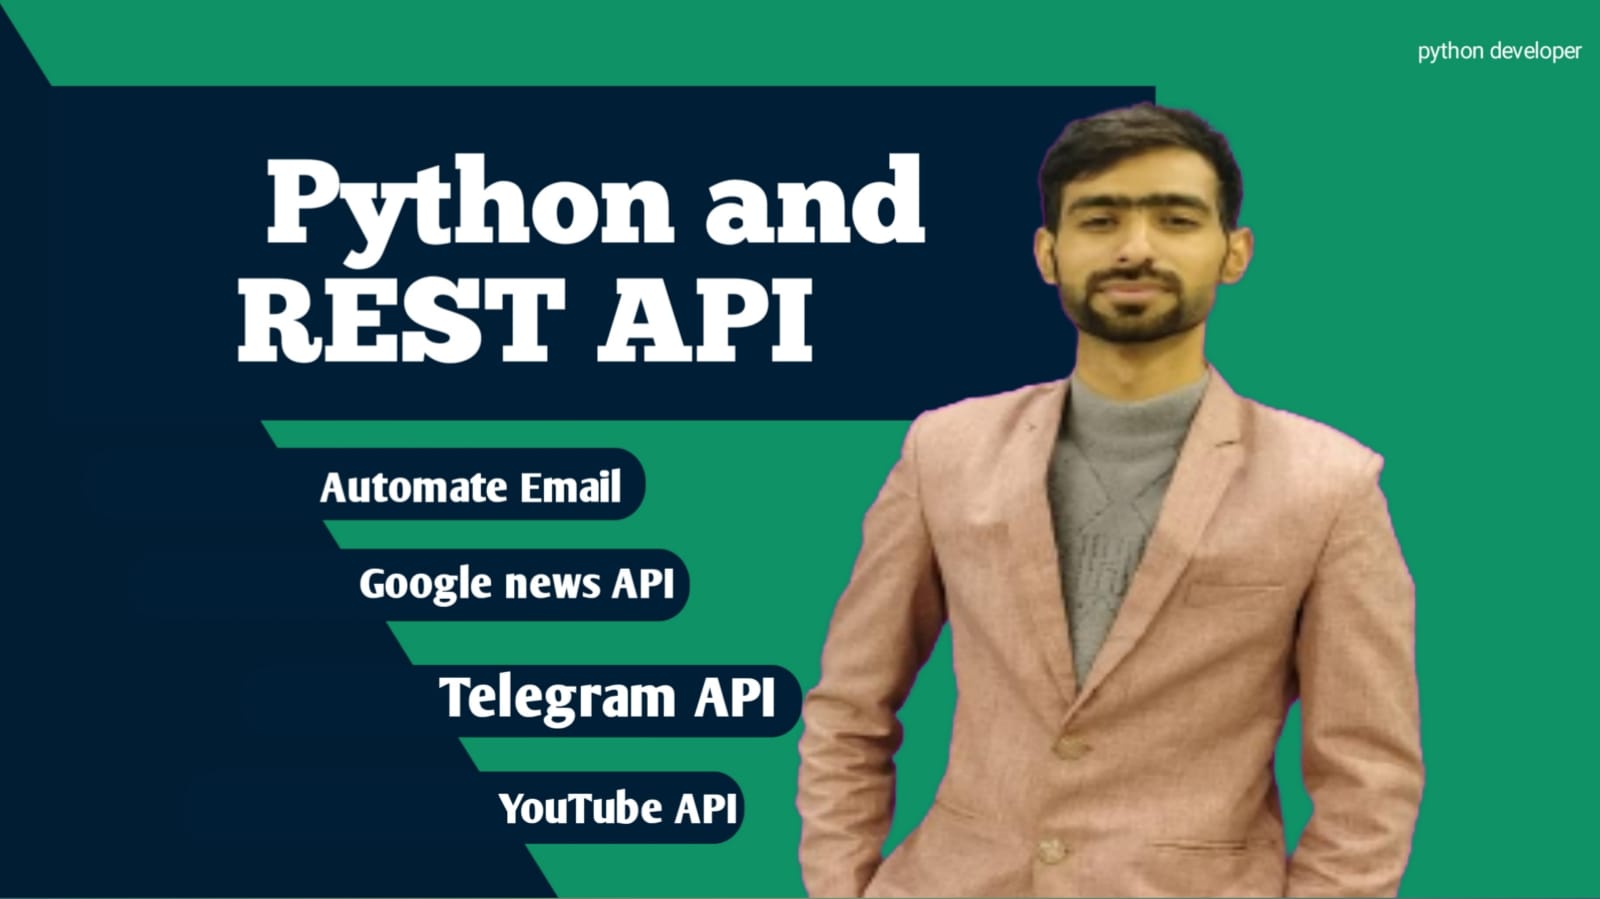 python developer
Python and
REST API
Automate Email
Google news API
Telegram API
YouTube API